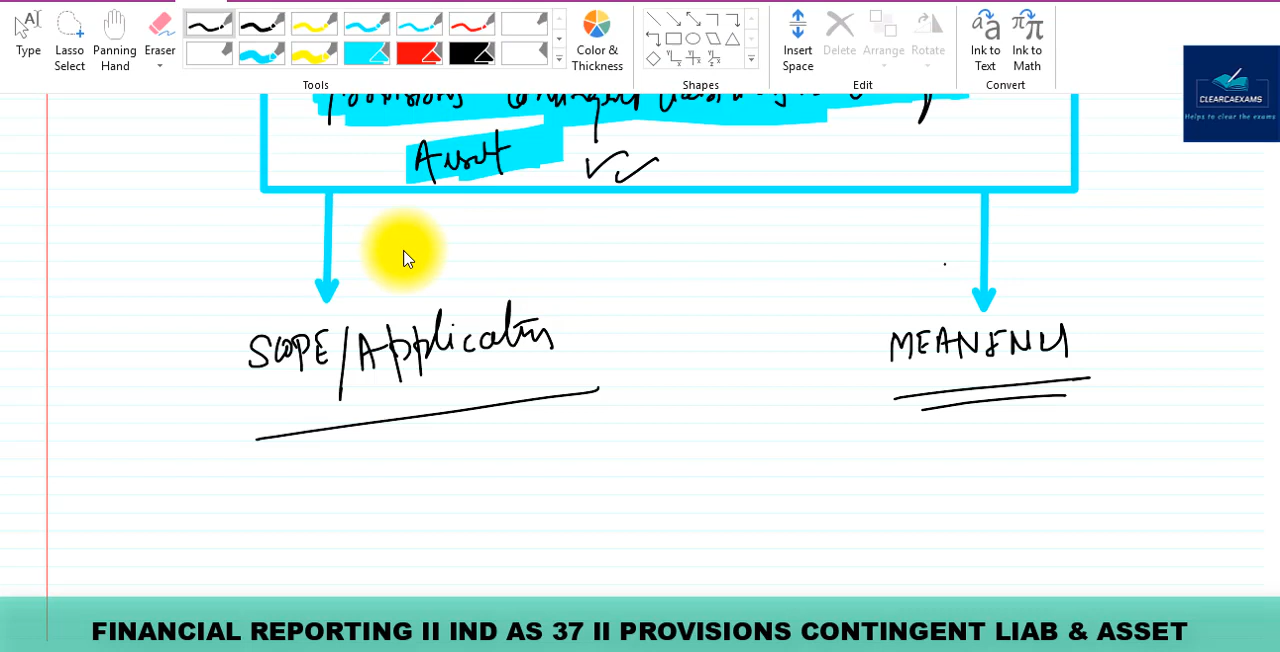 Type
Lasso Select
Panning Hand
Eraser
Color & Thickness
Insert Space
Delete
Arrange
Rotate
Ink to Text
Ink to Math
Tools
Shapes
Edit
Convert
CLEARCAEXAMS
Helps to clear the exams
Provisions Contingent
Asset
SCOPE/Application
MEANING
FINANCIAL REPORTING II IND AS 37 II PROVISIONS CONTINGENT LIAB & ASSET